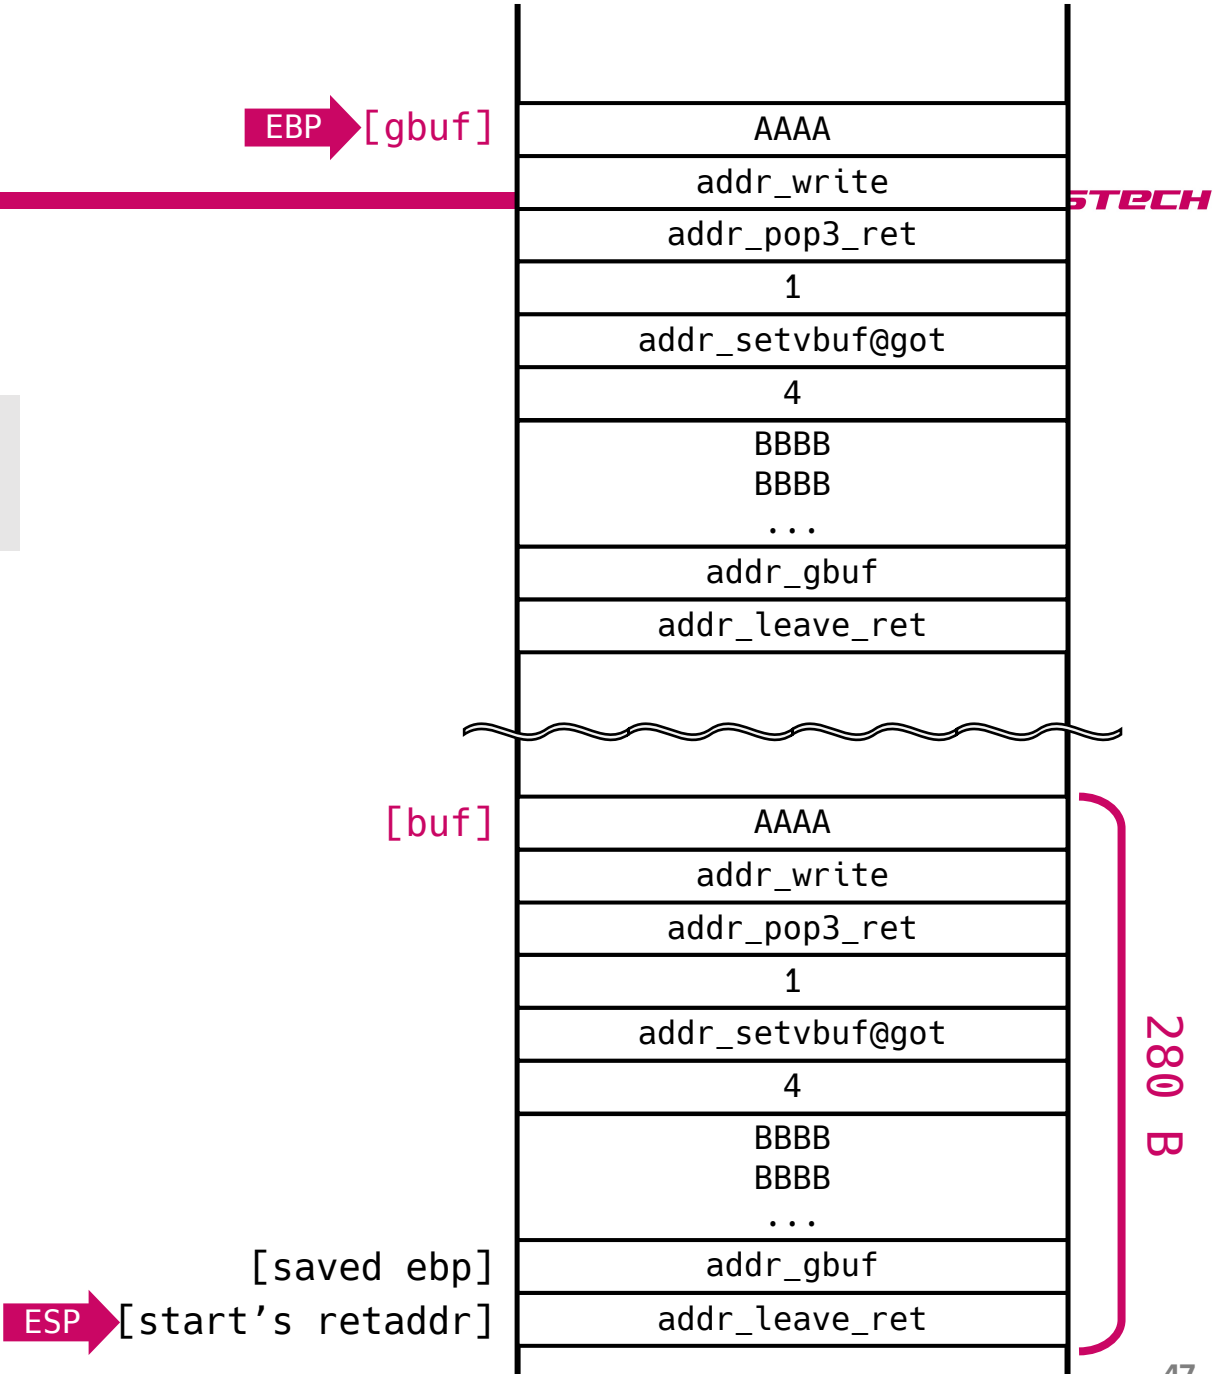 EBP [gbuf] AAAA
addr_write
STECH
addr_pop3_ret
1
addr_setvbuf@got
4
BBBB
BBBB
...
addr_gbuf
addr_leave_ret
[buf] AAAA
addr_write
addr_pop3_ret
1
addr_setvbuf@got
4
280 B
BBBB
BBBB
...
[saved ebp] addr_gbuf
ESP [start’s retaddr] addr_leave_ret
47